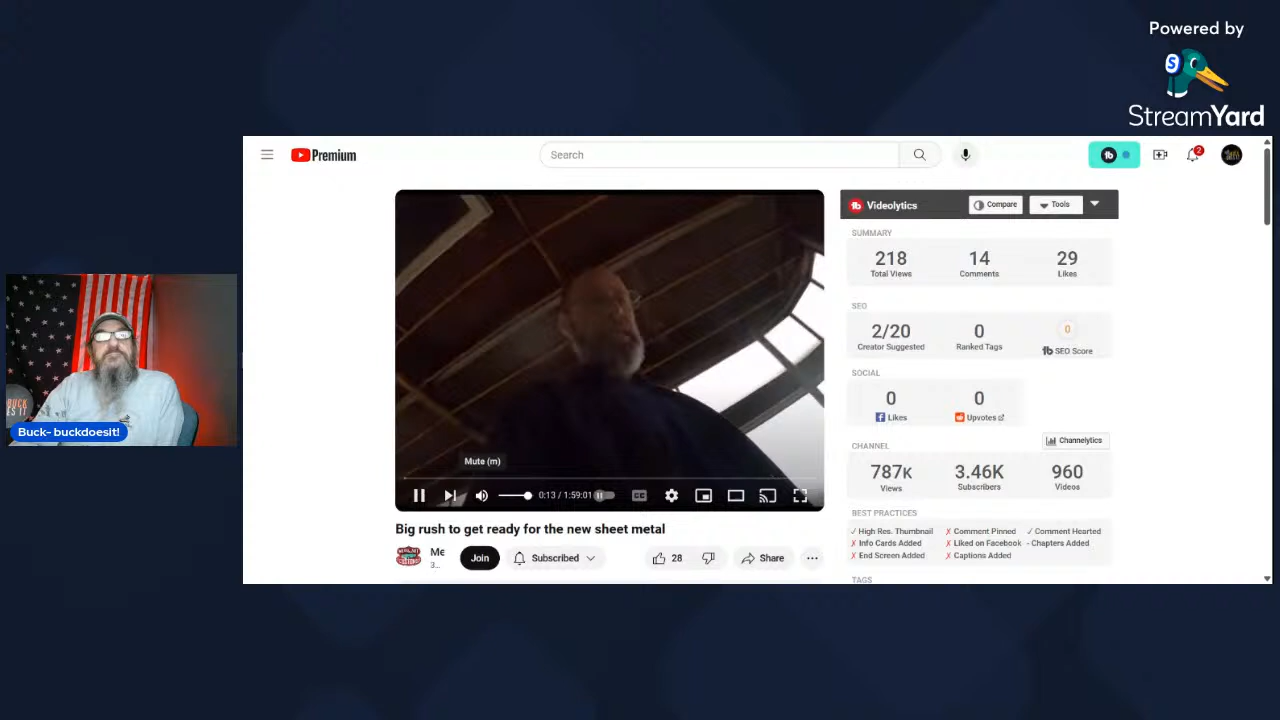 Powered by
StreamYard
Premium
Search
2
Videolytics
Compare
Tools
SUMMARY
218
14
29
Total Views
Comments
Likes
SEO
2/20
0
0
Creator Suggested
Ranked Tags
SEO Score
SOCIAL
0
0
Likes
Upvotes
CHANNEL
Channelytics
787K
3.46K
960
Views
Subscribers
Videos
BEST PRACTICES
✓ High Res. Thumbnail
✗ Comment Pinned
✓ Comment Hearted
✗ Info Cards Added
✗ Liked on Facebook
- Chapters Added
✗ End Screen Added
✗ Captions Added
TAGS
Mute (m)
0:13 / 1:59:01
CC
Big rush to get ready for the new sheet metal
Me
3...
Join
Subscribed
28
Share
Buck- buckdoesit!